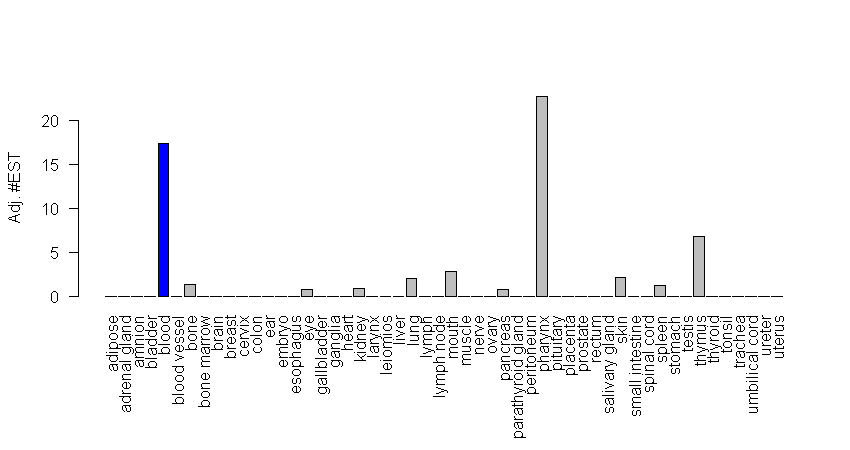 Adj. #EST
20
15
10
5
0
adipose
adrenal gland
amnion
bladder
blood
blood vessel
bone
bone marrow
brain
breast
cervix
colon
ear
embryo
esophagus
eye
gallbladder
ganglia
heart
kidney
larynx
leiomios
liver
lung
lymph
lymph node
mouth
muscle
nerve
ovary
pancreas
parathyroid gland
peritoneum
pharynx
pituitary
placenta
prostate
rectum
salivary gland
skin
small intestine
spinal cord
spleen
stomach
testis
thymus
thyroid
tonsil
trachea
umbilical cord
ureter
uterus